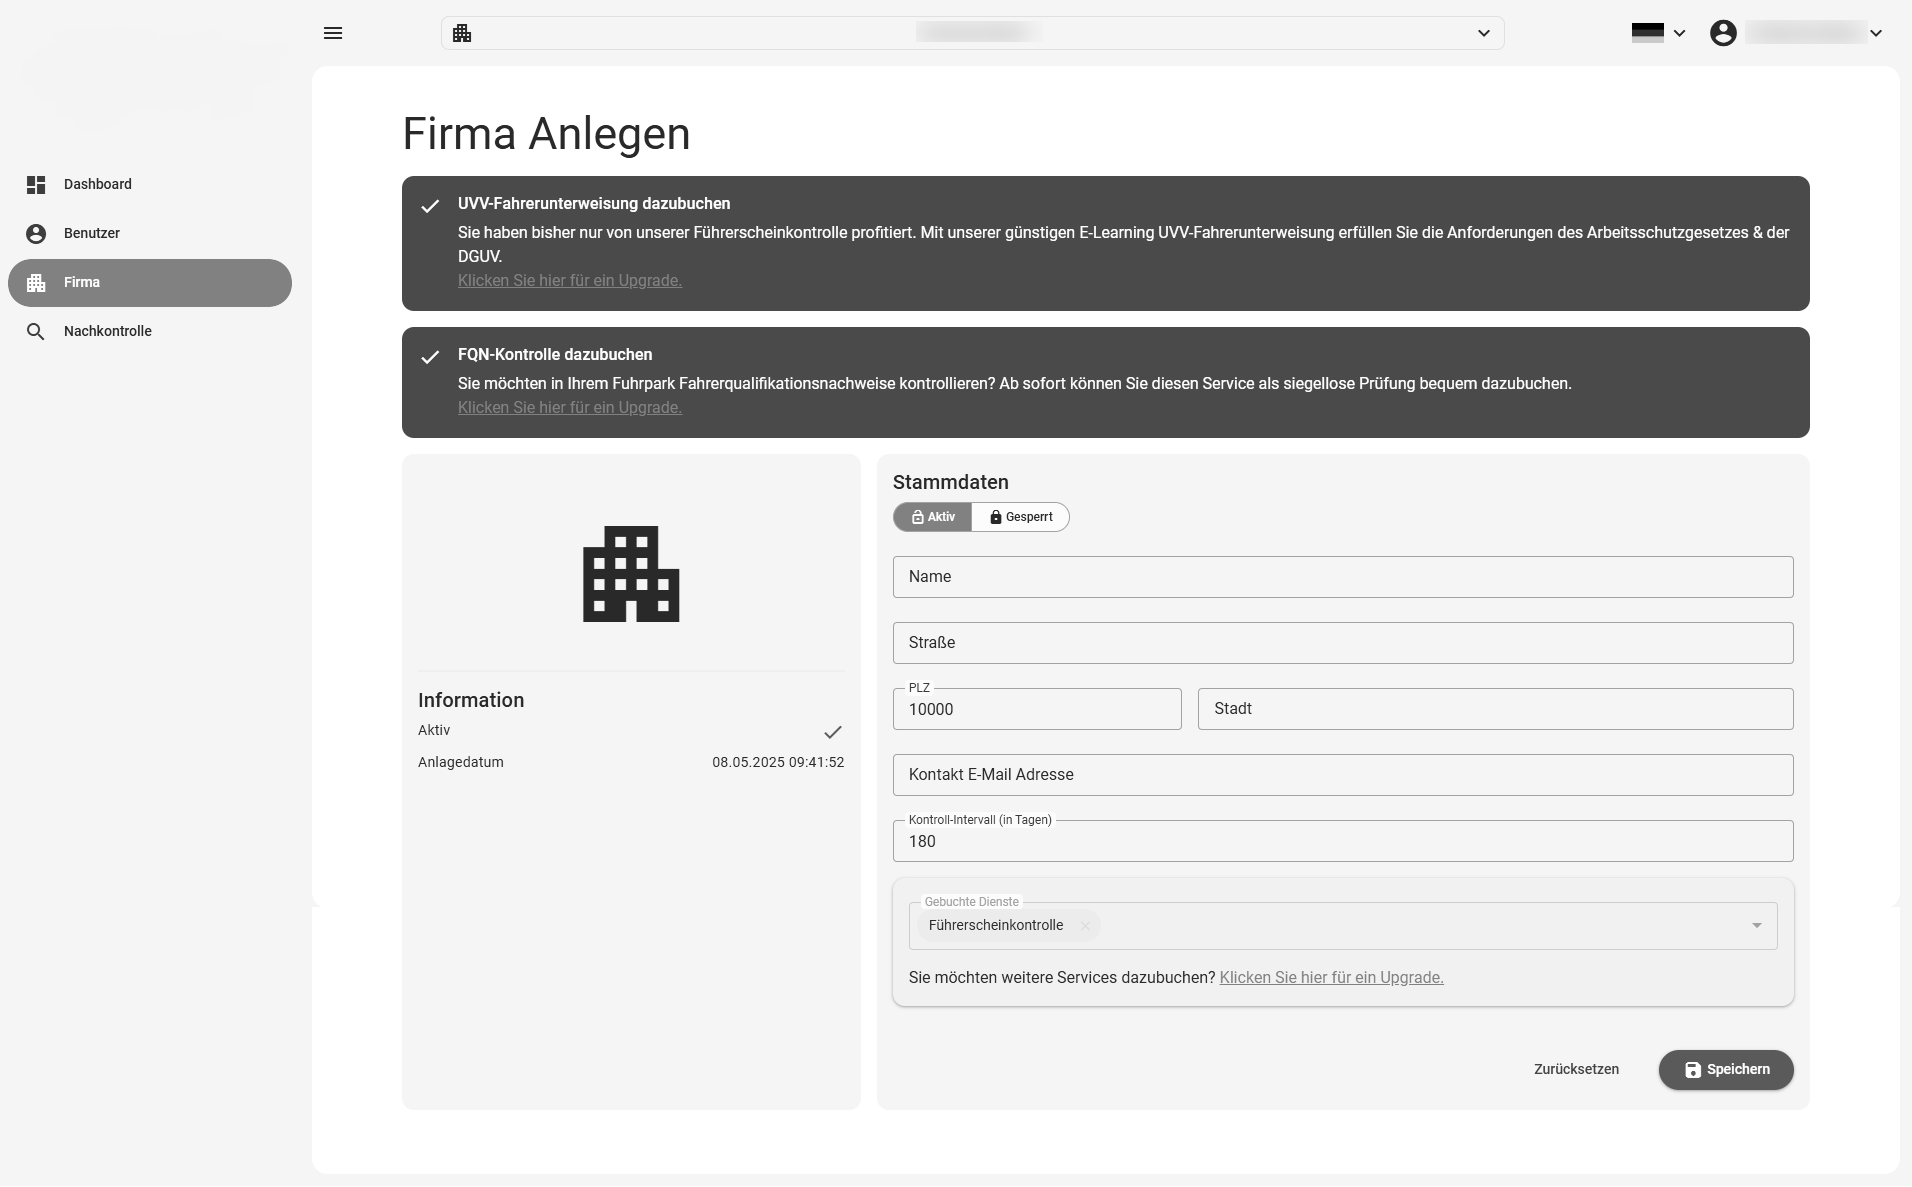 Dashboard
Benutzer
Firma
Nachkontrolle
Firma Anlegen
UVV-Fahrerunterweisung dazubuchen
Sie haben bisher nur von unserer Führerscheinkontrolle profitiert. Mit unserer günstigen E-Learning UVV-Fahrerunterweisung erfüllen Sie die Anforderungen des Arbeitsschutzgesetzes & der
DGUV.
Klicken Sie hier für ein Upgrade.
FQN-Kontrolle dazubuchen
Sie möchten in Ihrem Fuhrpark Fahrerqualifikationsnachweise kontrollieren? Ab sofort können Sie diesen Service als siegellose Prüfung bequem dazubuchen.
Klicken Sie hier für ein Upgrade.
Information
Aktiv
Anlagedatum 08.05.2025 09:41:52
Stammdaten
Aktiv Gesperrt
Name
Straße
PLZ
10000 Stadt
Kontakt E-Mail Adresse
Kontroll-Intervall (in Tagen)
180
Gebuchte Dienste
Führerscheinkontrolle
Sie möchten weitere Services dazubuchen? Klicken Sie hier für ein Upgrade.
Zurücksetzen Speichern